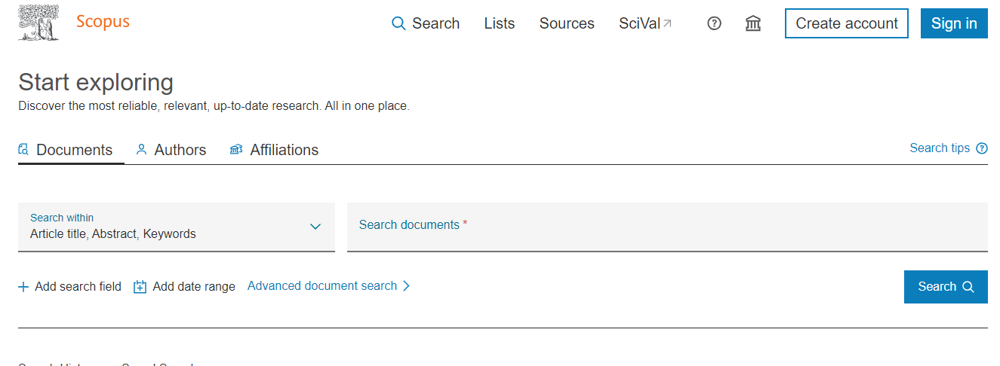 Scopus
Search Lists Sources SciVal Create account Sign in
Start exploring
Discover the most reliable, relevant, up-to-date research. All in one place.
Documents Authors Affiliations Search tips
Search within
Article title, Abstract, Keywords
Search documents *
Add search field Add date range Advanced document search
Search